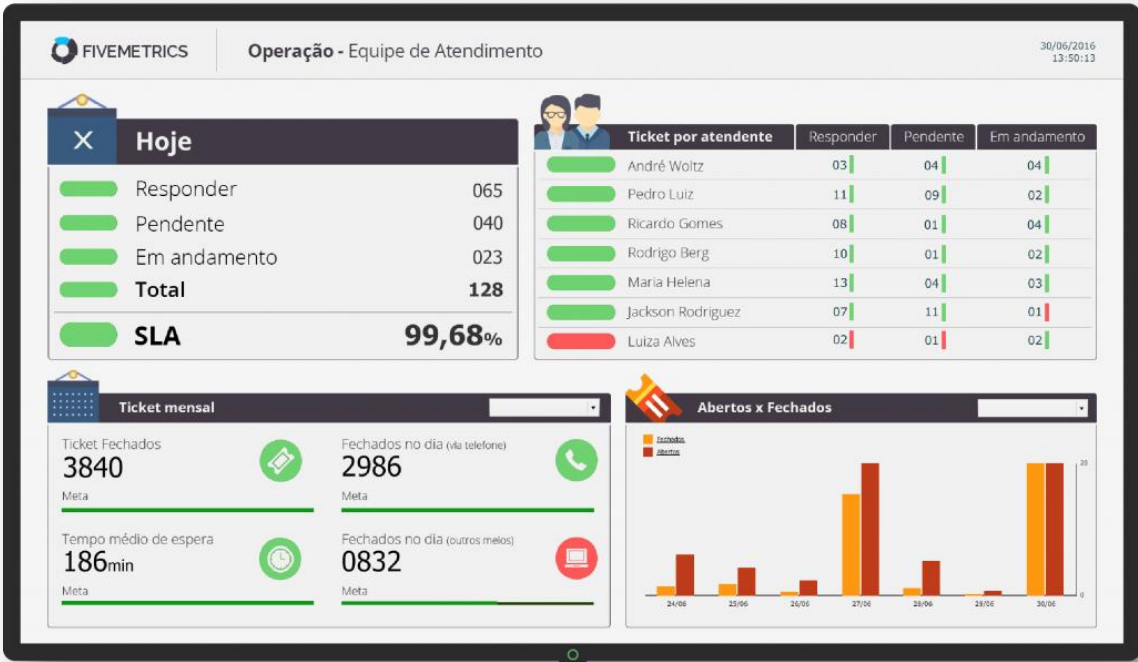 FIVEMETRICS
Operação - Equipe de Atendimento
30/06/2016
13:50:13
Hoje
Responder 065
Pendente 040
Em andamento 023
Total 128
SLA 99,68%
Ticket por atendente Responder Pendente Em andamento
André Woltz 03 04 04
Pedro Luiz 11 09 02
Ricardo Gomes 08 01 04
Rodrigo Berg 10 01 02
Maria Helena 13 04 03
Jackson Rodriguez 07 11 01
Luiza Alves 02 01 02
Ticket mensal
Ticket Fechados
3840
Meta
Fechados no dia (via telefone)
2986
Meta
Tempo médio de espera
186min
Meta
Fechados no dia (outros meios)
0832
Meta
Abertos x Fechados
Fechados
Abertos
20
0
24/06 25/06 26/06 27/06 28/06 29/06 30/06